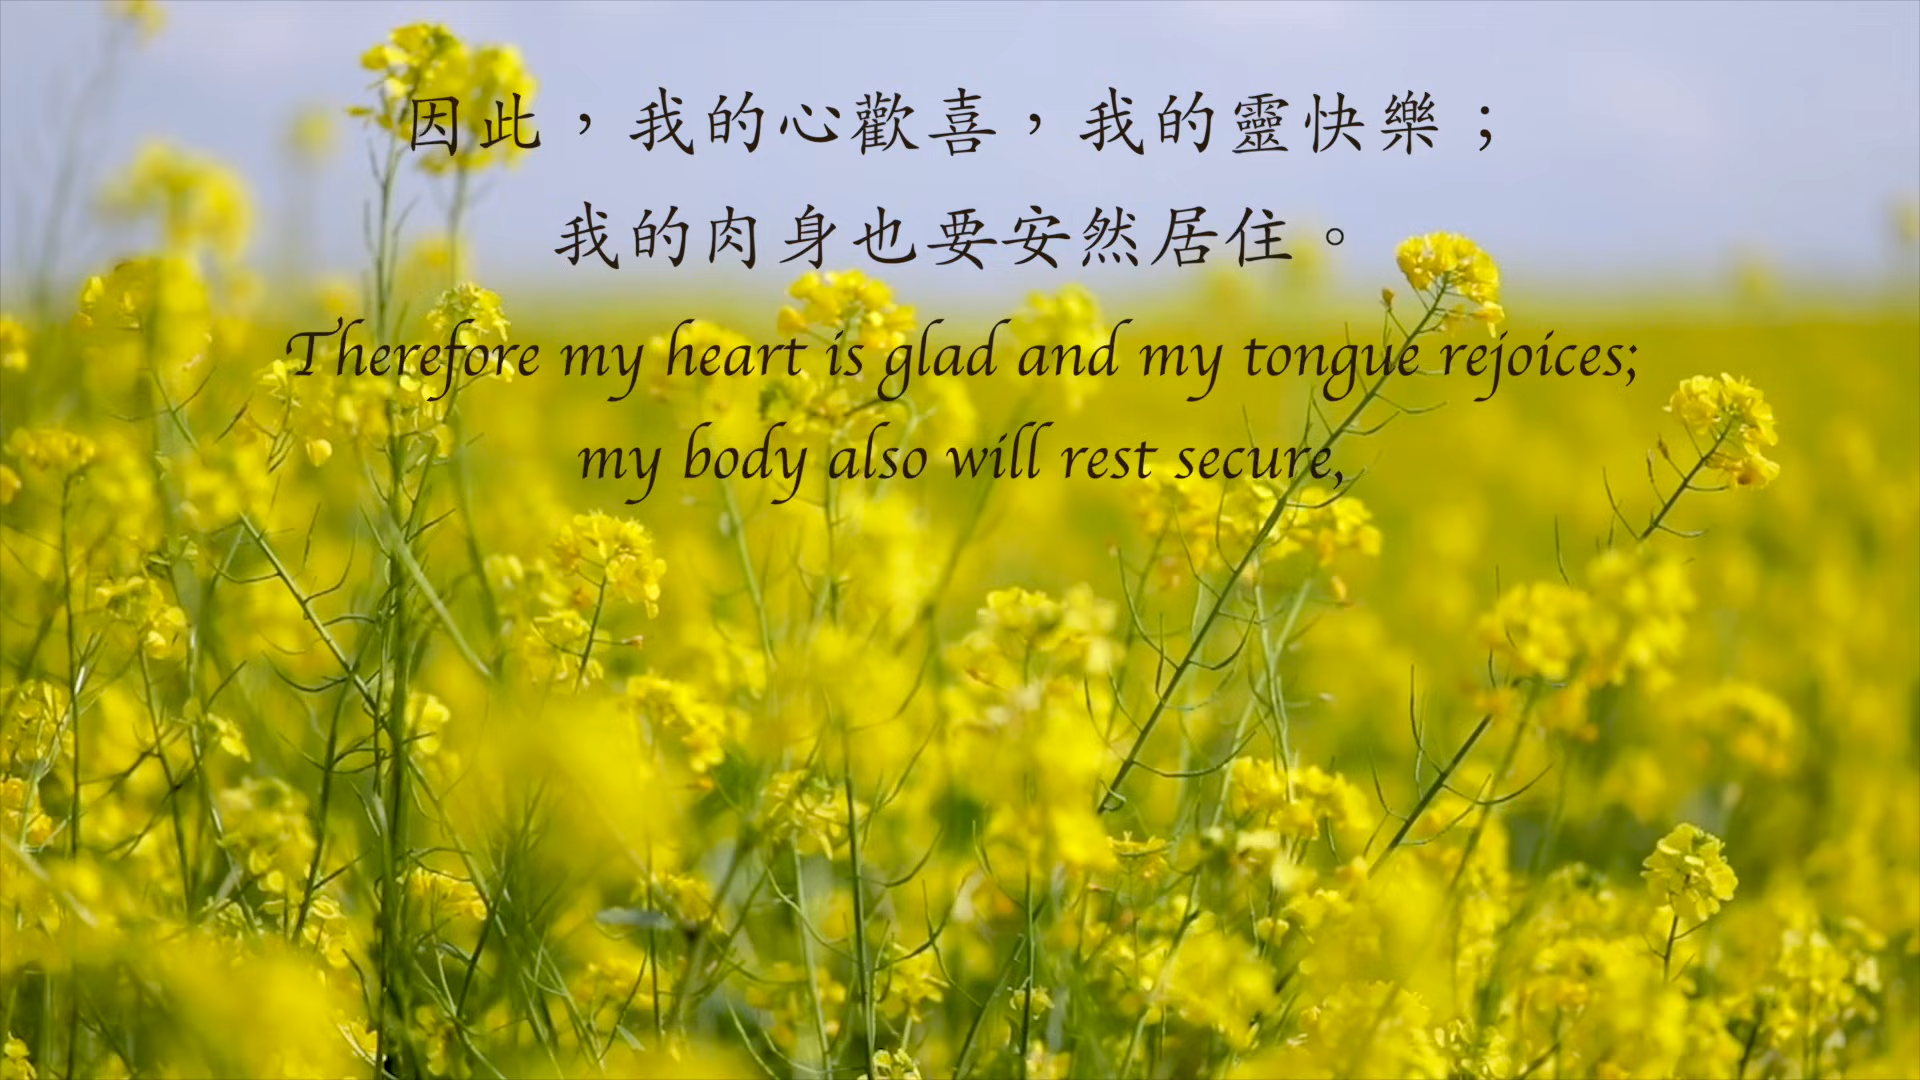 因此，我的心歡喜，我的靈快樂；
我的肉身也要安然居住。
Therefore my heart is glad and my tongue rejoices;
my body also will rest secure,